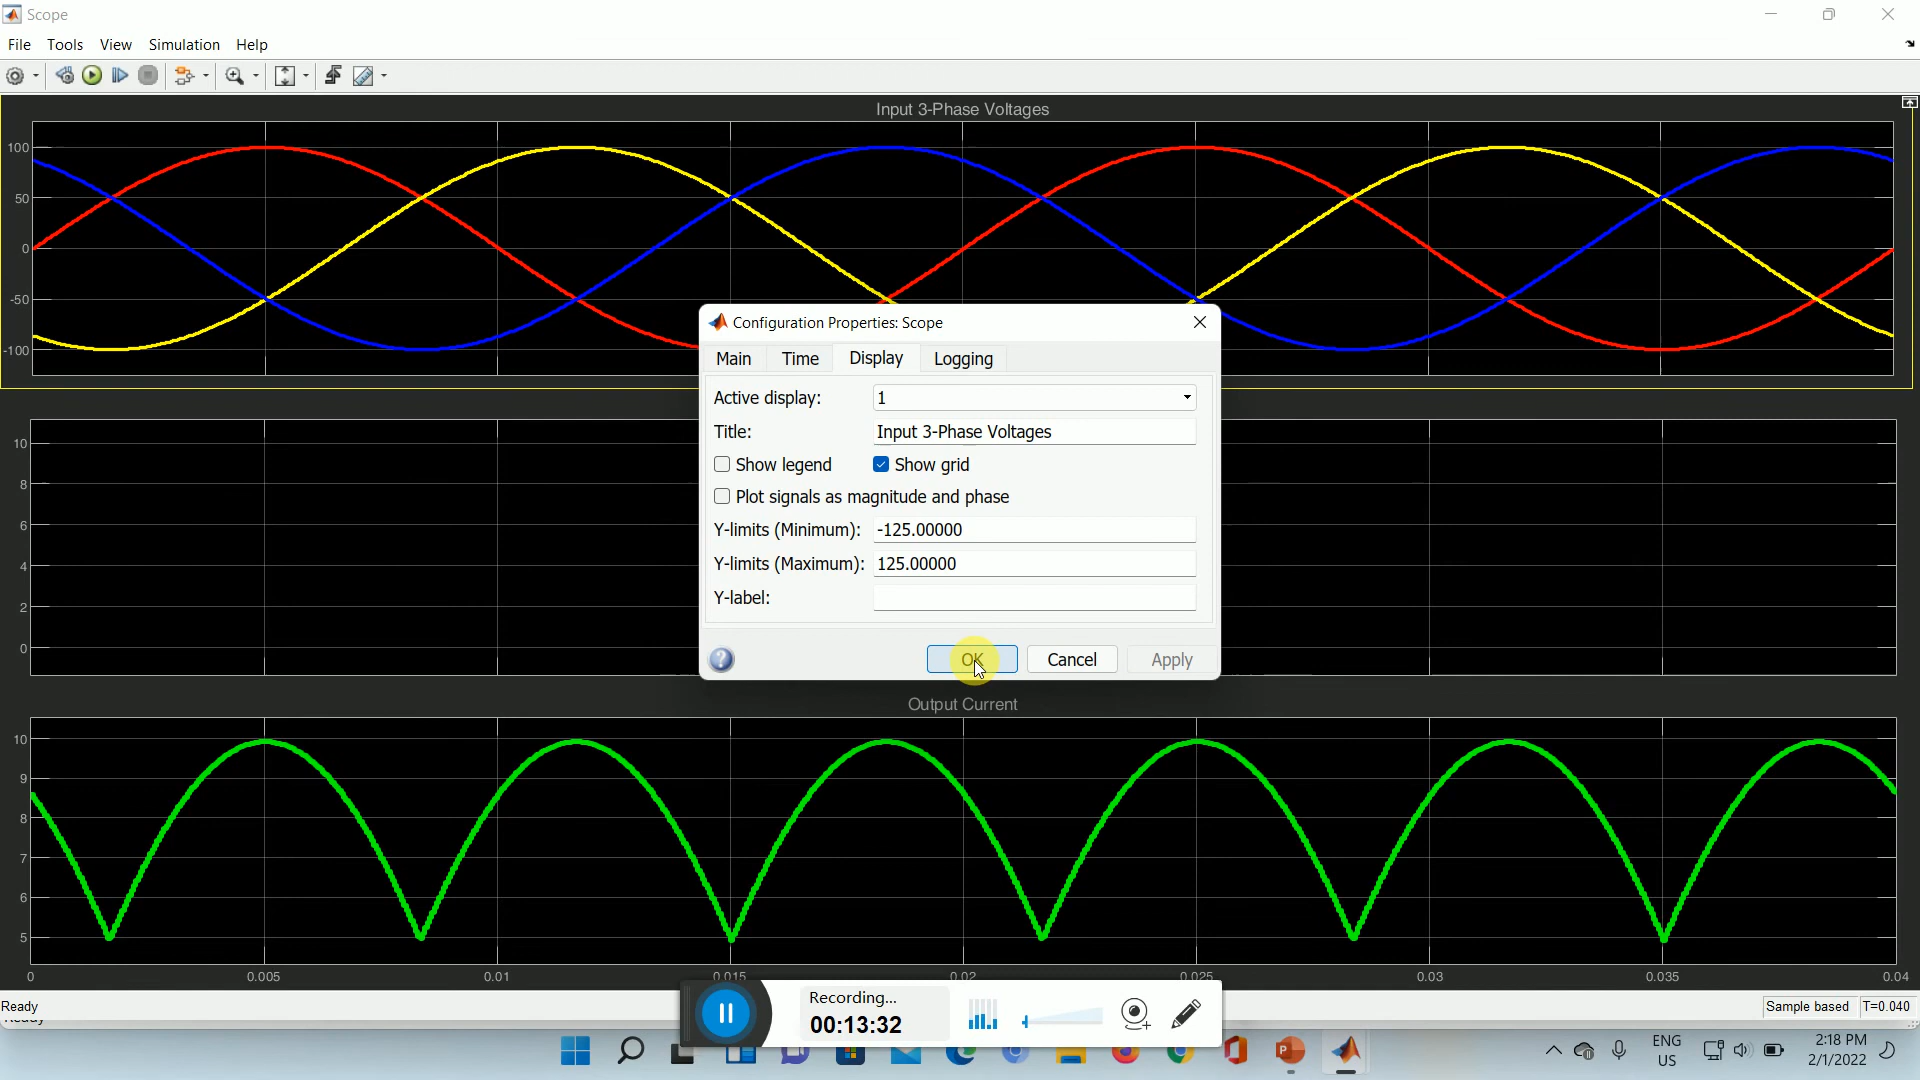 Scope
File Tools View Simulation Help
Input 3-Phase Voltages
100
50
0
-50
-100
Configuration Properties: Scope
Main Time Display Logging
Active display: 1
Title: Input 3-Phase Voltages
Show legend Show grid
Plot signals as magnitude and phase
Y-limits (Minimum): -125.00000
Y-limits (Maximum): 125.00000
Y-label:
? OK Cancel Apply
10
8
6
4
2
0
Output Current
10
9
8
7
6
5
0 0.005 0.01 0.015 0.02 0.025 0.03 0.035 0.04
Ready
Sample based T=0.040
Ready
Recording...
00:13:32
ENG
US
2:18 PM
2/1/2022